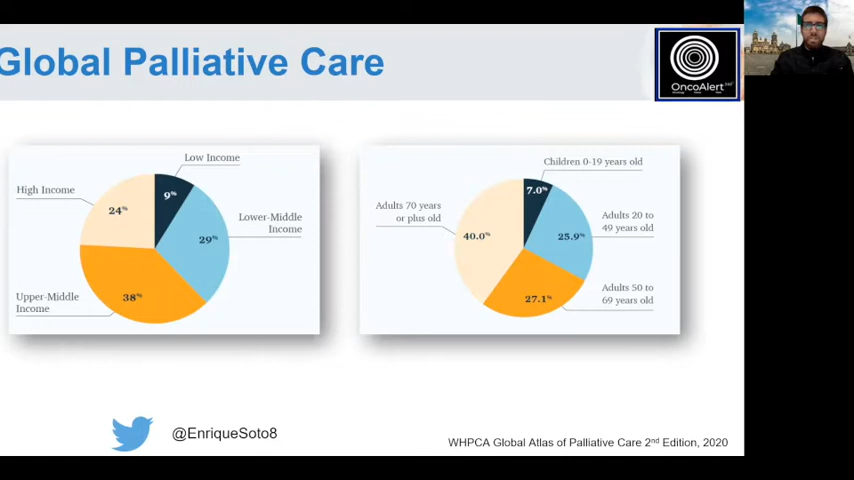 Global Palliative Care
OncoAlert
Low Income
9%
High Income
24%
Lower-Middle
Income
29%
Upper-Middle
Income
38%
Children 0-19 years old
7.0%
Adults 70 years
or plus old
40.0%
Adults 20 to
49 years old
25.9%
Adults 50 to
69 years old
27.1%
@EnriqueSoto8
WHPCA Global Atlas of Palliative Care 2nd Edition, 2020